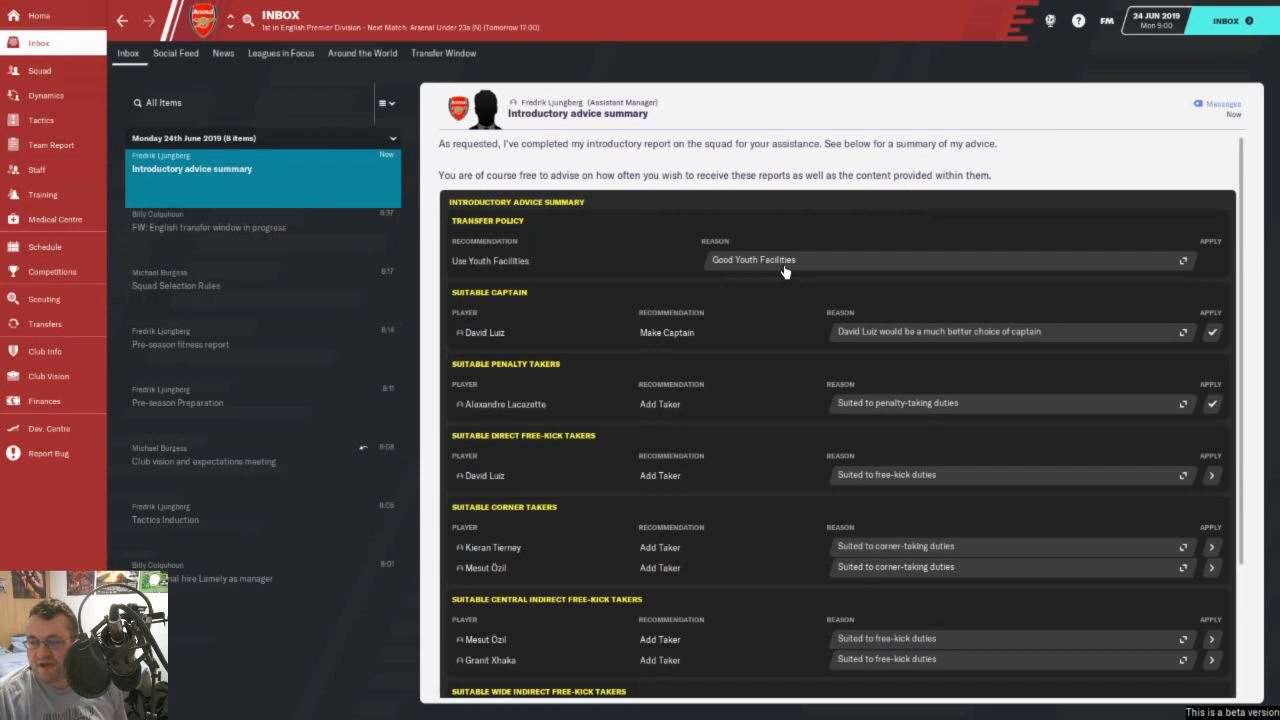 Home
Inbox
Squad
Dynamics
Tactics
Team Report
Staff
Training
Medical Centre
Schedule
Competitions
Scouting
Transfers
Club Info
Club Vision
Finances
Dev. Centre
Report Bug
INBOX
1st in English Premier Division - Next Match: Arsenal Under 23s (N) (Tomorrow 17:00)
FM
24 JUN 2019
Mon 9:00
INBOX
Inbox
Social Feed
News
Leagues in Focus
Around the World
Transfer Window
All Items
Monday 24th June 2019 (8 items)
Fredrik Ljungberg Now
Introductory advice summary
Billy Colquhoun 8:37
FW: English transfer window in progress
Michael Burgess 8:17
Squad Selection Rules
Fredrik Ljungberg 8:14
Pre-season fitness report
Fredrik Ljungberg 8:11
Pre-season Preparation
Michael Burgess 8:08
Club vision and expectations meeting
Fredrik Ljungberg 8:05
Tactics Induction
Billy Colquhoun 8:01
hire Lamely as manager
Arsenal
Fredrik Ljungberg (Assistant Manager)
Introductory advice summary
Messages
Now
As requested, I've completed my introductory report on the squad for your assistance. See below for a summary of my advice.
You are of course free to advise on how often you wish to receive these reports as well as the content provided within them.
INTRODUCTORY ADVICE SUMMARY
TRANSFER POLICY
RECOMMENDATION REASON APPLY
Use Youth Facilities Good Youth Facilities
SUITABLE CAPTAIN
PLAYER RECOMMENDATION REASON APPLY
David Luiz Make Captain David Luiz would be a much better choice of captain
SUITABLE PENALTY TAKERS
PLAYER RECOMMENDATION REASON APPLY
Alexandre Lacazette Add Taker Suited to penalty-taking duties
SUITABLE DIRECT FREE-KICK TAKERS
PLAYER RECOMMENDATION REASON APPLY
David Luiz Add Taker Suited to free-kick duties
SUITABLE CORNER TAKERS
PLAYER RECOMMENDATION REASON APPLY
Kieran Tierney Add Taker Suited to corner-taking duties
Mesut Özil Add Taker Suited to corner-taking duties
SUITABLE CENTRAL INDIRECT FREE-KICK TAKERS
PLAYER RECOMMENDATION REASON APPLY
Mesut Özil Add Taker Suited to free-kick duties
Granit Xhaka Add Taker Suited to free-kick duties
SUITABLE WIDE INDIRECT FREE-KICK TAKERS
This is a beta version